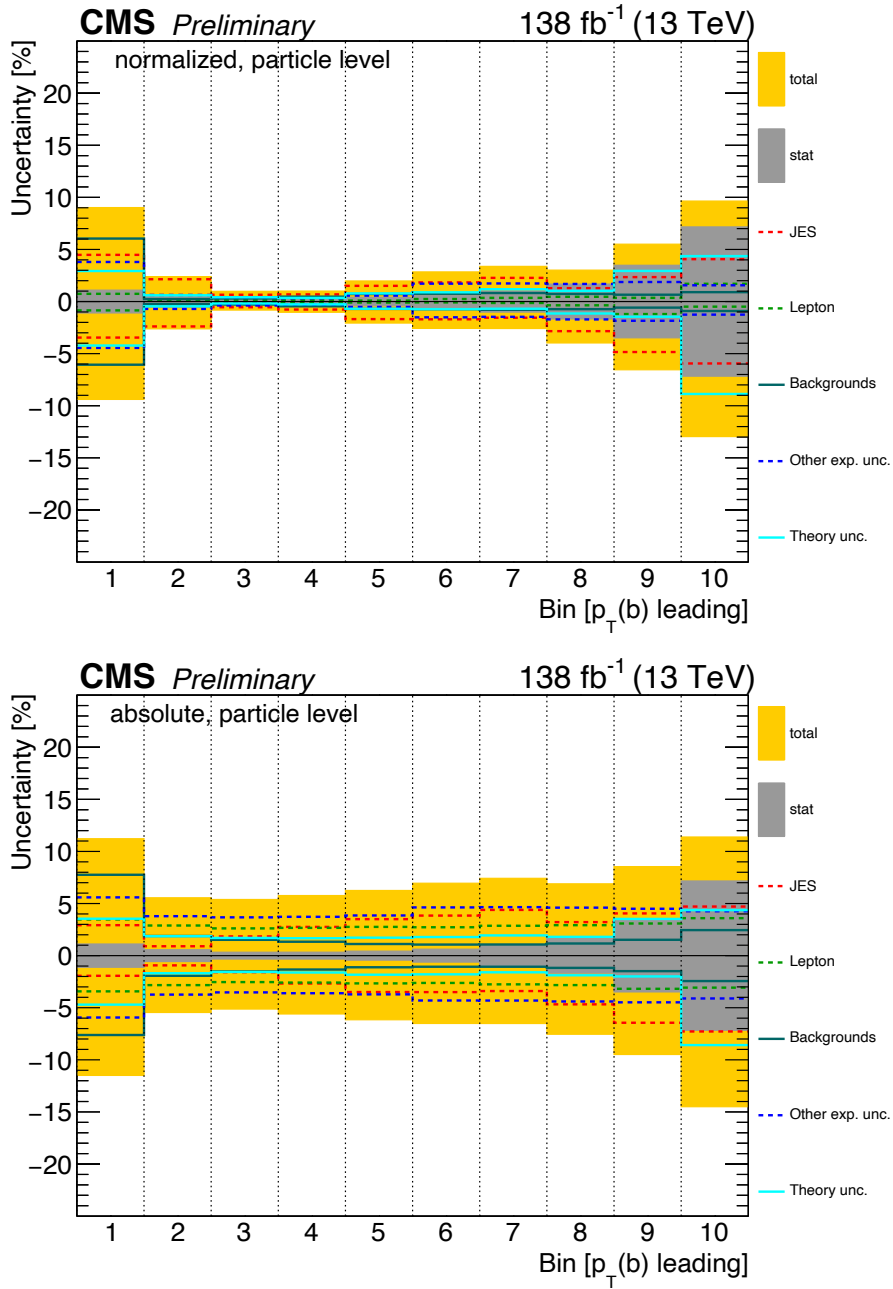 CMS Preliminary 138 fb⁻¹ (13 TeV)
normalized, particle level
Uncertainty [%]
20
15
10
5
0
−5
−10
−15
−20
1 2 3 4 5 6 7 8 9 10
Bin [p_T(b) leading]
total
stat
JES
Lepton
Backgrounds
Other exp. unc.
Theory unc.
CMS Preliminary 138 fb⁻¹ (13 TeV)
absolute, particle level
Uncertainty [%]
20
15
10
5
0
−5
−10
−15
−20
1 2 3 4 5 6 7 8 9 10
Bin [p_T(b) leading]
total
stat
JES
Lepton
Backgrounds
Other exp. unc.
Theory unc.